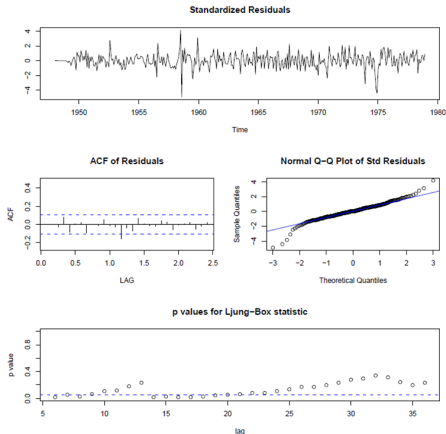 Standardized Residuals
4
2
0
-2
-4
1950 1955 1960 1965 1970 1975 1980
Time
ACF of Residuals
ACF
0.4
0.2
0.0
-0.2
0.0 0.5 1.0 1.5 2.0 2.5
LAG
Normal Q-Q Plot of Std Residuals
Sample Quantiles
4
2
0
-2
-4
-3 -2 -1 0 1 2 3
Theoretical Quantiles
p values for Ljung-Box statistic
p value
0.8
0.4
0.0
5 10 15 20 25 30 35
lag